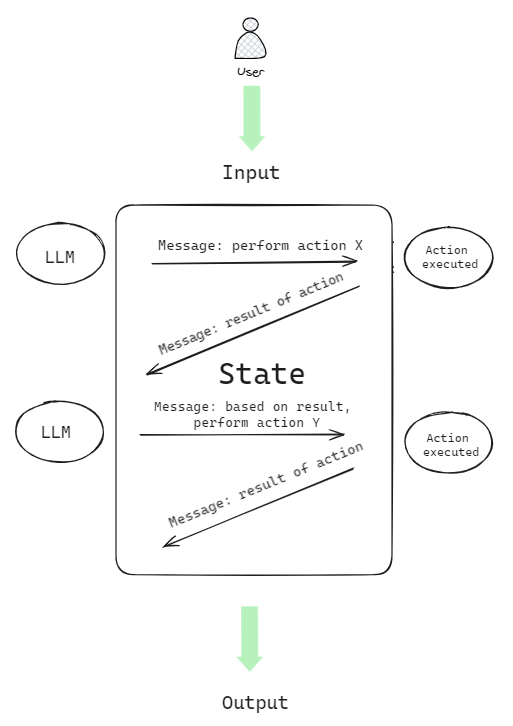 User
Input
LLM
Message: perform action X
Action
executed
Message: result of action
State
LLM
Message: based on result,
perform action Y
Action
executed
Message: result of action
Output